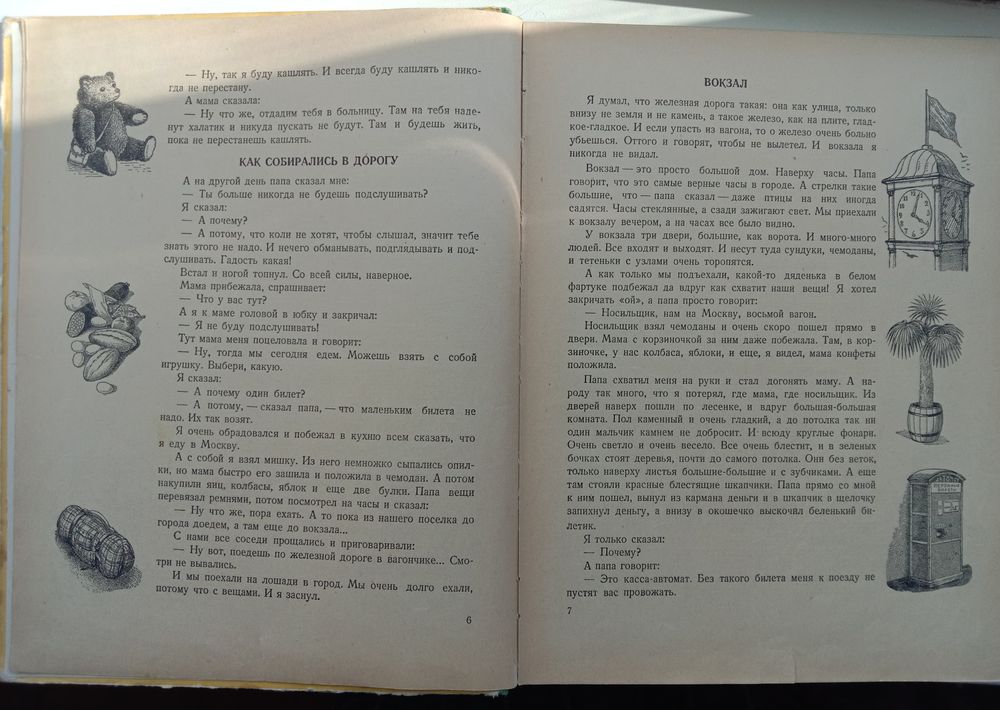 — Ну, так я буду кашлять. И всегда буду кашлять и нико-
гда не перестану.
А мама сказала:
— Ну что же, отдадим тебя в больницу. Там на тебя наде-
нут халатик и никуда пускать не будут. Там и будешь жить,
пока не перестанешь кашлять.
КАК СОБИРАЛИСЬ В ДОРОГУ
А на другой день папа сказал мне:
— Ты больше никогда не будешь подслушивать?
Я сказал:
— А почему?
— А потому, что коли не хотят, чтобы слышал, значит тебе
знать этого не надо. И нечего обманывать, подглядывать и под-
слушивать. Гадость какая!
Встал и ногой топнул. Со всей силы, наверное.
Мама прибежала, спрашивает:
— Что у вас тут?
А я к маме головой в юбку и закричал:
— Я не буду подслушивать!
Тут мама меня поцеловала и говорит:
— Ну, тогда мы сегодня едем. Можешь взять с собой
игрушку. Выбери, какую.
Я сказал:
— А почему один билет?
— А потому, — сказал папа, — что маленьким билета не
надо. Их так возят.
Я очень обрадовался и побежал в кухню всем сказать, что
я еду в Москву.
А с собой я взял мишку. Из него немножко сыпались опил-
ки, но мама быстро его зашила и положила в чемодан. А потом
накупили яиц, колбасы, яблок и еще две булки. Папа вещи
перевязал ремнями, потом посмотрел на часы и сказал:
— Ну что же, пора ехать. А то пока из нашего поселка до
города доедем, а там еще до вокзала...
С нами все соседи прощались и приговаривали:
— Ну вот, поедешь по железной дороге в вагончике... Смо-
три не вывались.
И мы поехали на лошади в город. Мы очень долго ехали,
потому что с вещами. И я заснул.
6
ВОКЗАЛ
Я думал, что железная дорога такая: она как улица, только
внизу не земля и не камень, а такое железо, как на плите, глад-
кое-гладкое. И если упасть из вагона, то о железо очень больно
убьешься. Оттого и говорят, чтобы не вылетел. И вокзала я
никогда не видал.
Вокзал — это просто большой дом. Наверху часы. Папа
говорит, что это самые верные часы в городе. А стрелки такие
большие, что — папа сказал — даже птицы на них иногда
садятся. Часы стеклянные, а сзади зажигают свет. Мы приехали
к вокзалу вечером, а на часах все было видно.
У вокзала три двери, большие, как ворота. И много-много
людей. Все входят и выходят. И несут туда сундуки, чемоданы,
и тетеньки с узлами очень торопятся.
А как только мы подъехали, какой-то дяденька в белом
фартуке подбежал да вдруг как схватит наши вещи! Я хотел
закричать «ой», а папа просто говорит:
— Носильщик, нам на Москву, восьмой вагон.
Носильщик взял чемоданы и очень скоро пошел прямо в
двери. Мама с корзиночкой за ним даже побежала. Там, в кор-
зиночке, у нас колбаса, яблоки, и еще, я видел, мама конфеты
положила.
Папа схватил меня на руки и стал догонять маму. А на-
роду так много, что я потерял, где мама, где носильщик. Из
дверей наверх пошли по лесенке, и вдруг большая-большая
комната. Пол каменный и очень гладкий, а до потолка так ни
один мальчик камнем не добросит. И всюду круглые фонари.
Очень светло и очень весело. Все очень блестит, и в зеленых
бочках стоят деревья, почти до самого потолка. Они без веток,
только наверху листья большие-большие и с зубчиками. А еще
там стояли красные блестящие шкапчики. Папа прямо со мной
к ним пошел, вынул из кармана деньги и в шкапчик в щелочку
запихнул деньгу, а внизу в окошечко выскочил беленький би-
летик.
Я только сказал:
— Почему?
А папа говорит:
— Это касса-автомат. Без такого билета меня к поезду не
пустят вас провожать.
7